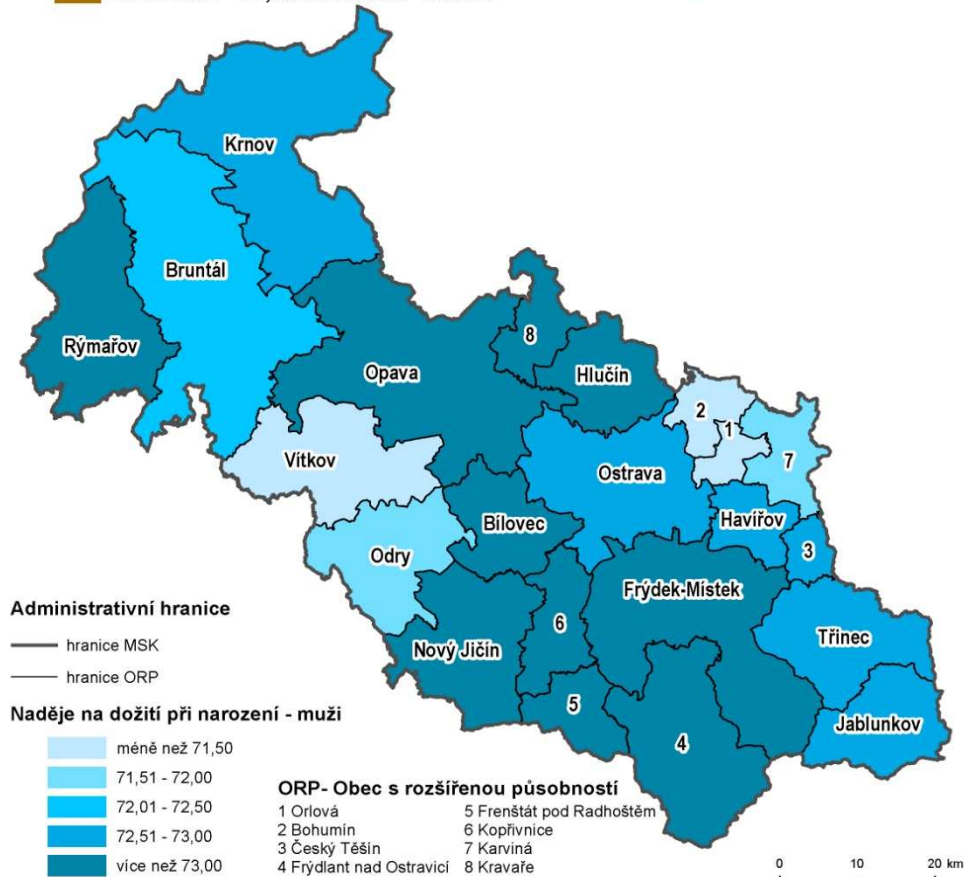 Krnov
Bruntál
Rýmařov
8
Opava
Hlučín
2
1
7
Vítkov
Ostrava
Bílovec
Havířov
3
Odry
Frýdek-Místek
6
Třinec
Nový Jičín
5
4
Jablunkov
Administrativní hranice
hranice MSK
hranice ORP
Naděje na dožití při narození - muži
méně než 71,50
71,51 - 72,00
72,01 - 72,50
72,51 - 73,00
více než 73,00
ORP- Obec s rozšířenou působností
1 Orlová
2 Bohumín
3 Český Těšín
4 Frýdlant nad Ostravicí
5 Frenštát pod Radhoštěm
6 Kopřivnice
7 Karviná
8 Kravaře
0 10 20 km